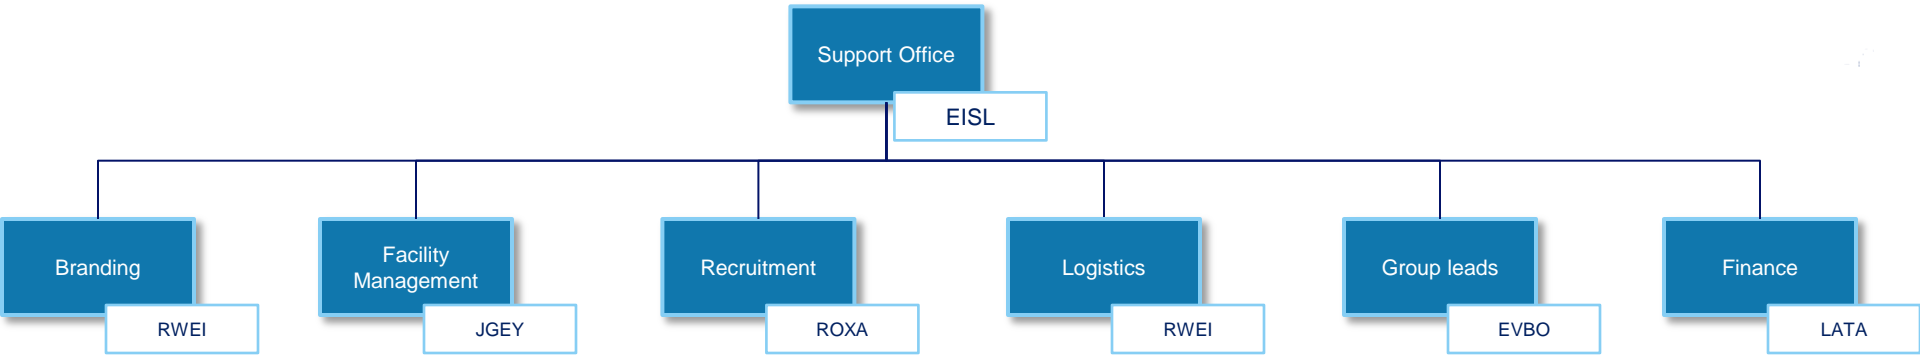 Support Office
EISL
Branding
RWEI
Facility
Management
JGEY
Recruitment
ROXA
Logistics
RWEI
Group leads
EVBO
Finance
LATA